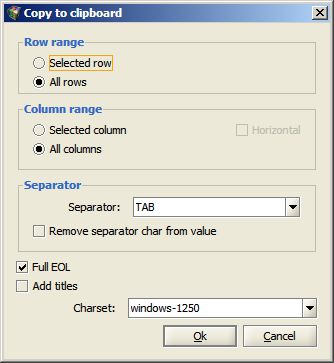 Copy to clipboard
Row range
Selected row
All rows
Column range
Selected column
Horizontal
All columns
Separator
Separator: TAB
Remove separator char from value
Full EOL
Add titles
Charset: windows-1250
Ok Cancel